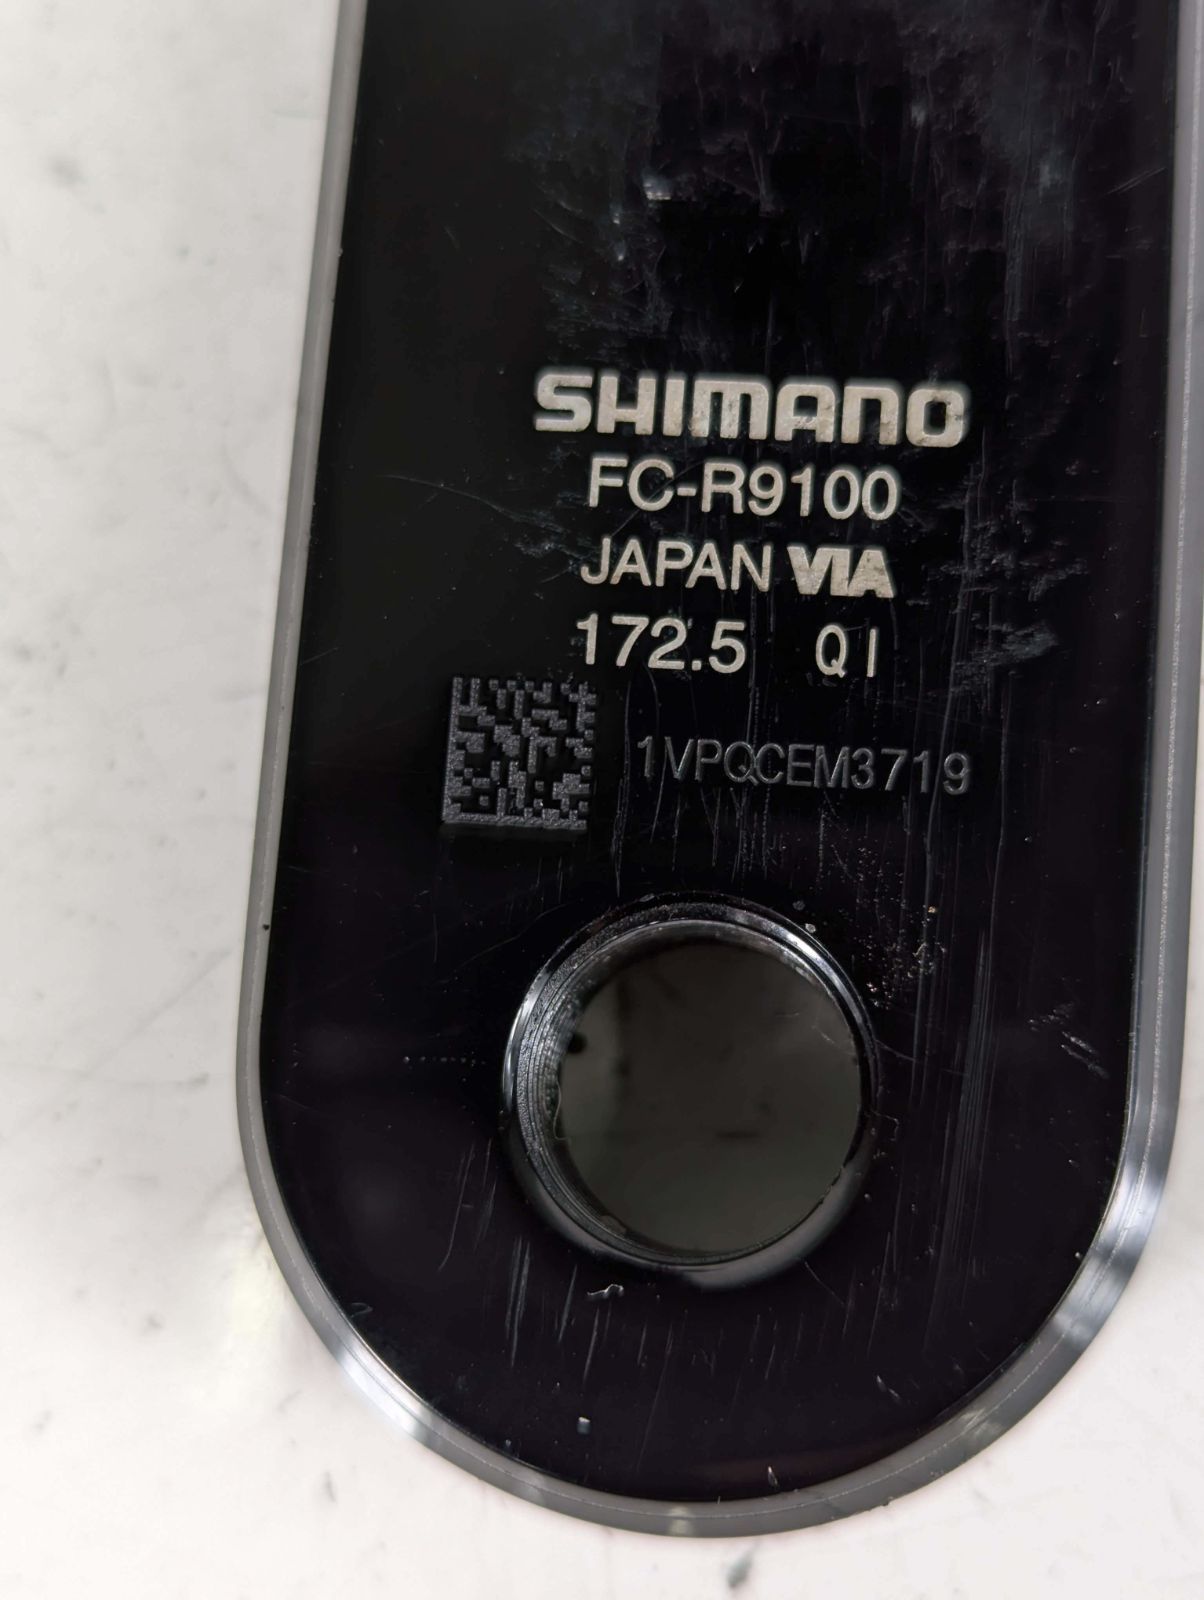 SHIMANO
FC-R9100
JAPAN VIA
172.5 QI
1VPQCEM3719